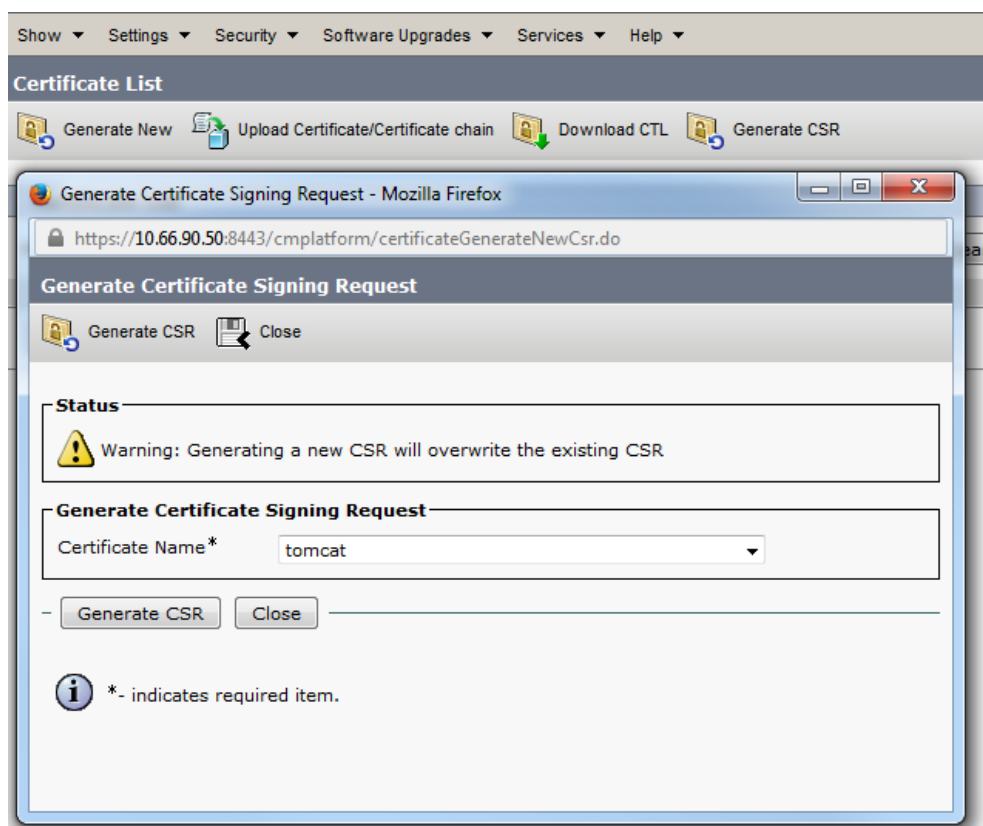 Show Settings Security Software Upgrades Services Help
Certificate List
Generate New Upload Certificate/Certificate chain Download CTL Generate CSR
Generate Certificate Signing Request - Mozilla Firefox
https://10.66.90.50:8443/cmplatform/certificateGenerateNewCsr.do
Generate Certificate Signing Request
Generate CSR Close
Status
Warning: Generating a new CSR will overwrite the existing CSR
Generate Certificate Signing Request
Certificate Name* tomcat
Generate CSR Close
*- indicates required item.